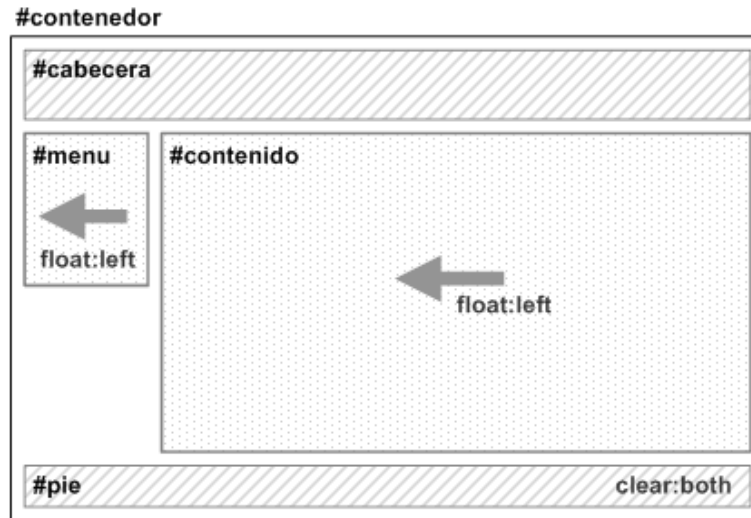 #contenedor
#cabecera
#menu
#contenido
float:left
float:left
#pie
clear:both